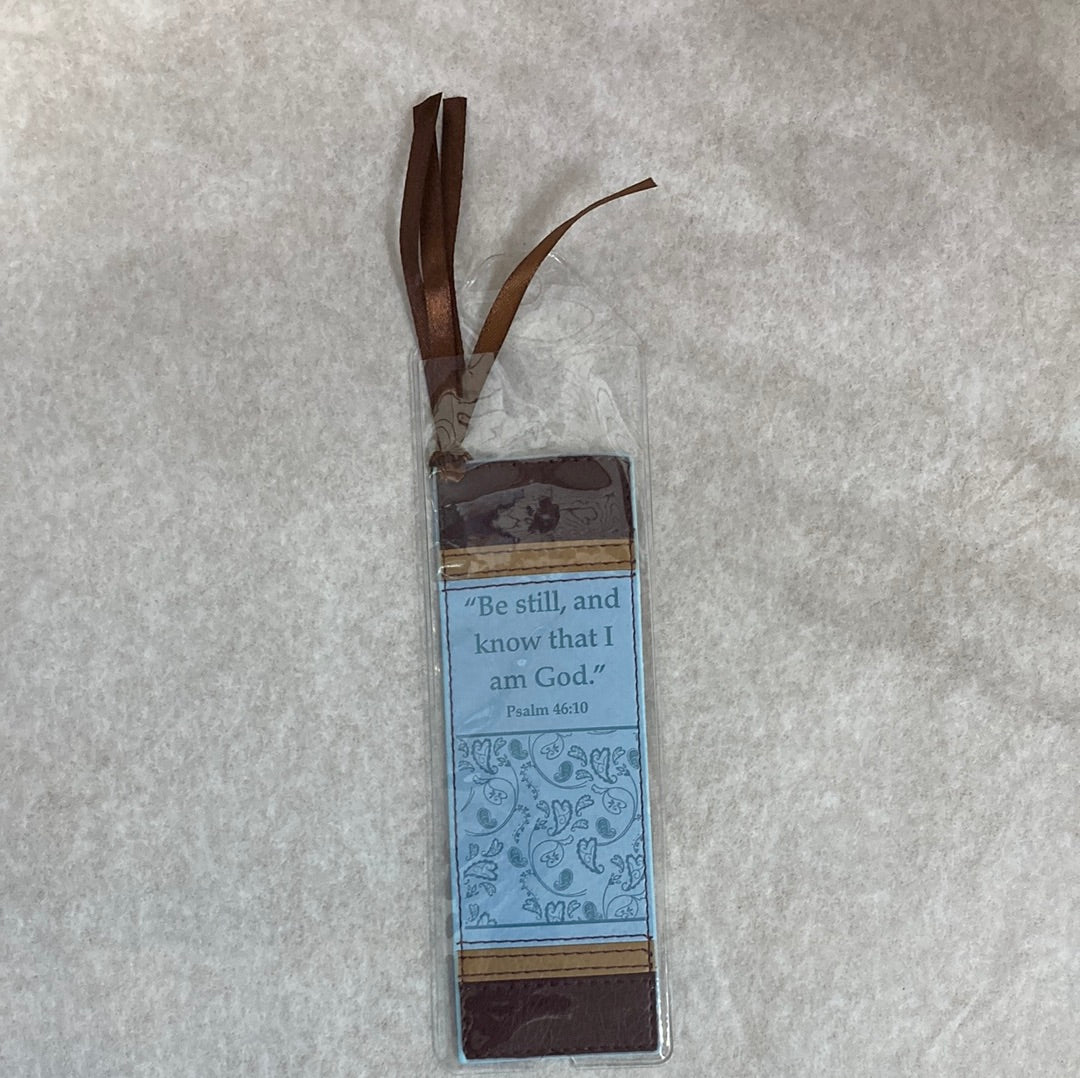 “Be still, and
know that I
am God.”
Psalm 46:10